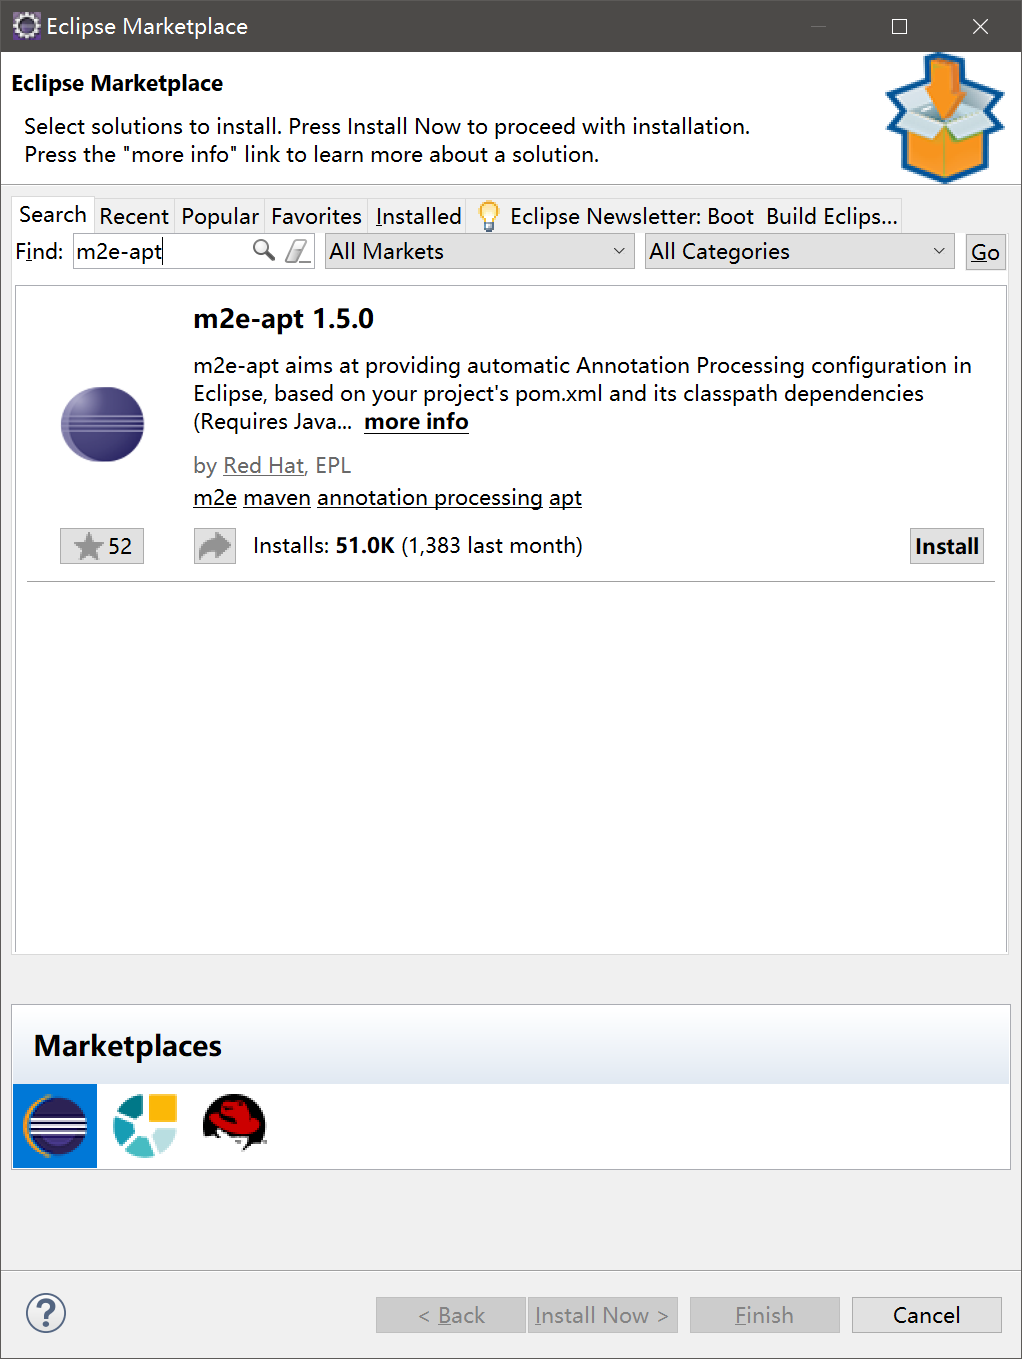 Eclipse Marketplace
Eclipse Marketplace
Select solutions to install. Press Install Now to proceed with installation.
Press the "more info" link to learn more about a solution.
Search Recent Popular Favorites Installed Eclipse Newsletter: Boot Build Eclips...
Find: m2e-apt All Markets All Categories Go
m2e-apt 1.5.0
m2e-apt aims at providing automatic Annotation Processing configuration in
Eclipse, based on your project's pom.xml and its classpath dependencies
(Requires Java... more info
by Red Hat, EPL
m2e maven annotation processing apt
52 Installs: 51.0K (1,383 last month) Install
Marketplaces
? < Back Install Now > Finish Cancel